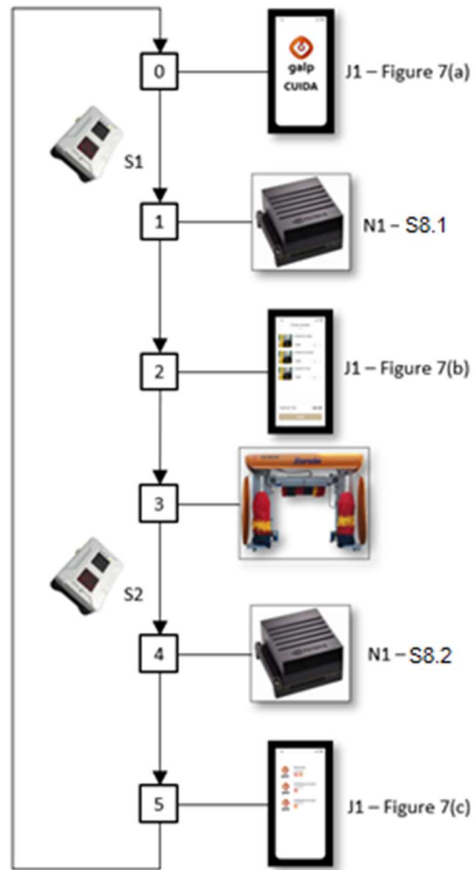 0
galp
CUIDA
J1 – Figure 7(a)
S1
1
N1 – S8.1
2
J1 – Figure 7(b)
3
S2
4
N1 – S8.2
5
J1 – Figure 7(c)